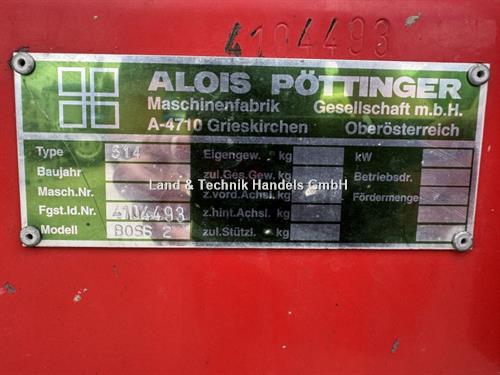 4104493
ALOIS PÖTTINGER
Maschinenfabrik Gesellschaft m.b.H.
A-4710 Grieskirchen Oberösterreich
Type 314 Eigengew. kg kW
Baujahr zul.Ges.Gew. kg Betriebsdr.
Land & Technik Handels GmbH
Masch.Nr. z.vord.Achsl. kg Fördermenge
Fgst.Id.Nr. 4104493 z.hint.Achsl. kg
Modell BOSS 2 zul.Stützl. kg